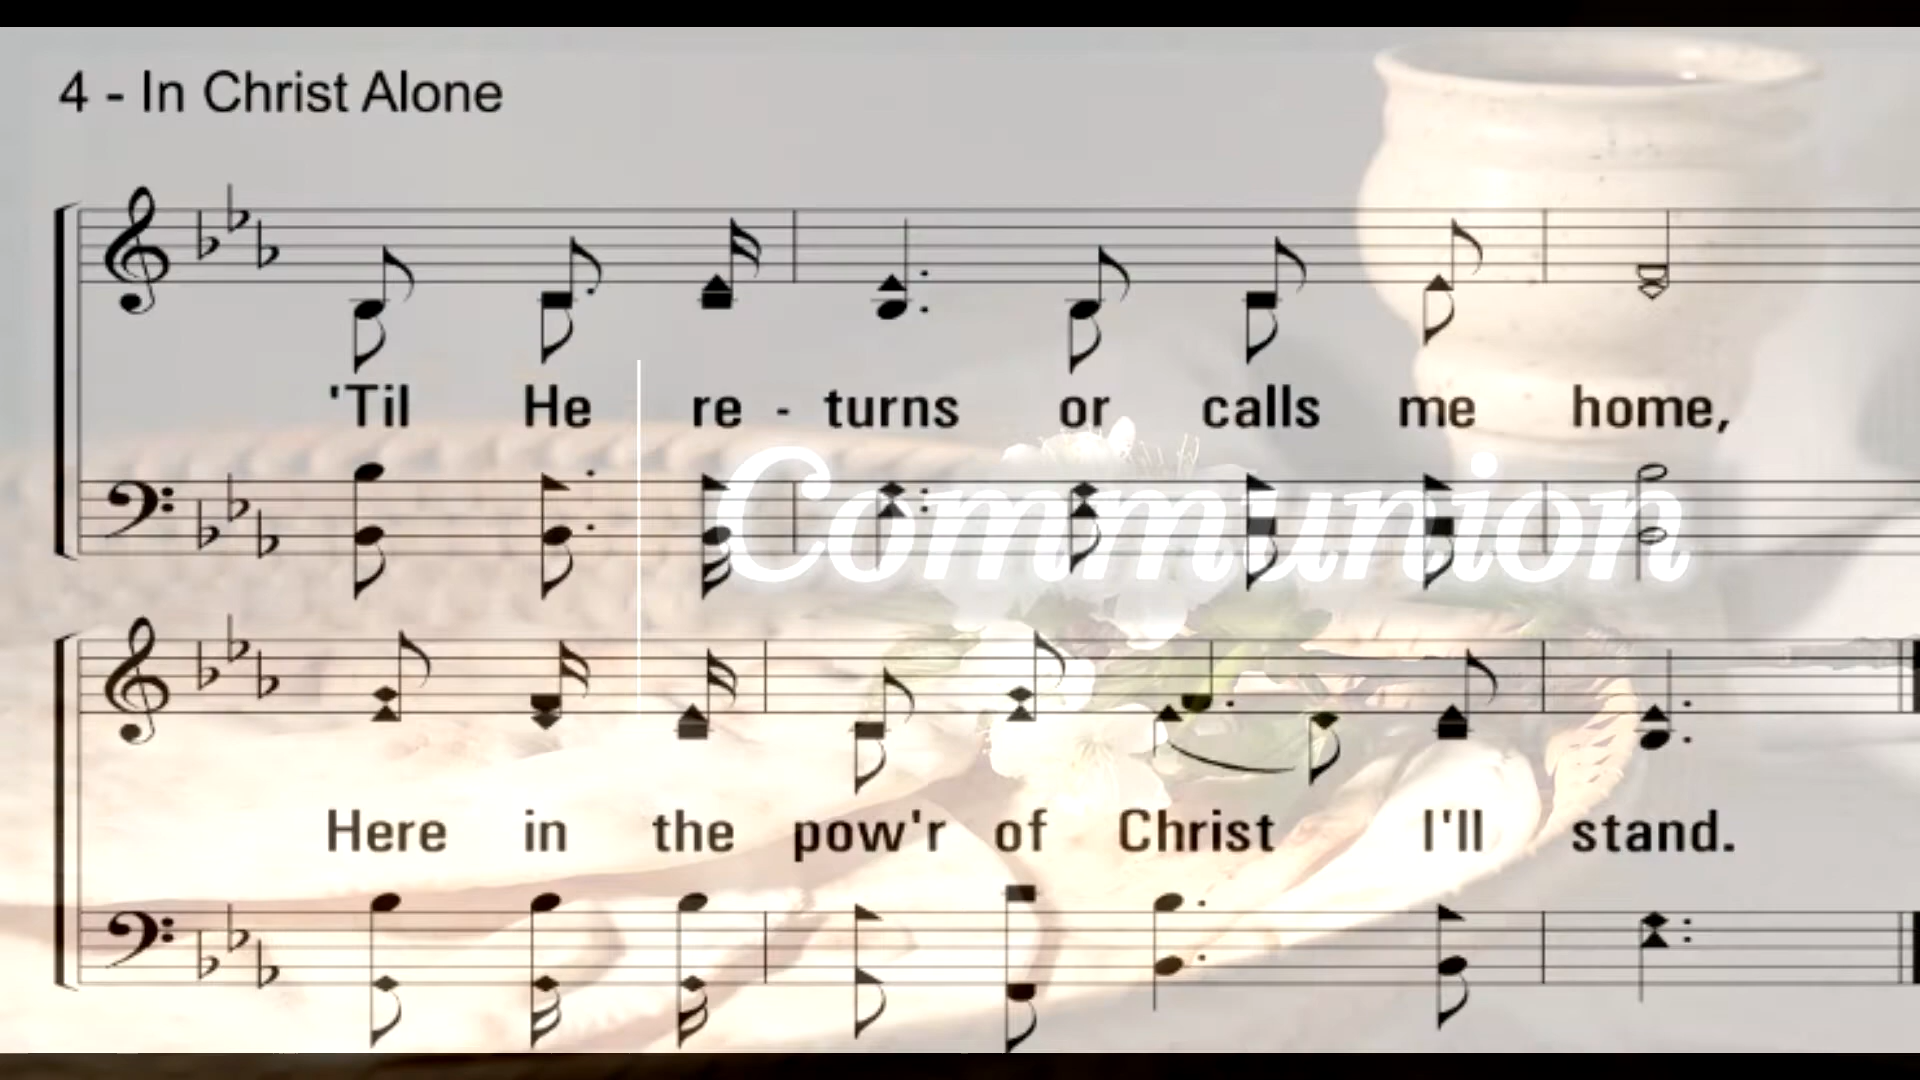 4 - In Christ Alone
'Til He re - turns or calls me home,
Communion
Here in the pow'r of Christ I'll stand.